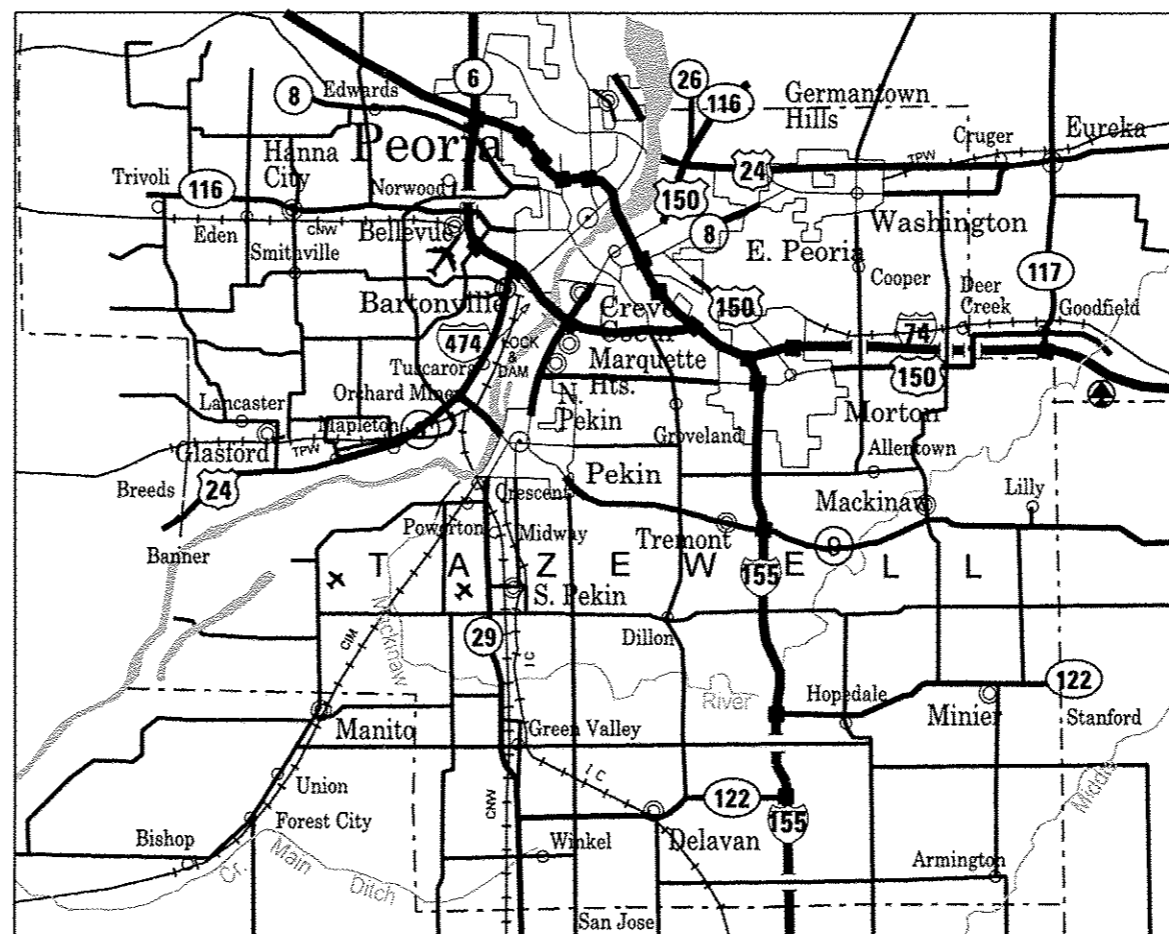 6
26
116
Germantown
Hills
8
Edwards
Cruger
Eureka
Peoria
Hanna
City
24
TPW
Trivoli
116
Norwood
150
Washington
8
Eden
CNW
Bellevue
Smithville
E. Peoria
Cooper
Deer
Creek
117
Goodfield
Bartonville
150
Creve
Coeur
474
LOCK
&
DAM
74
Marquette
Hts.
150
Tuscarora
Orchard Mines
N.
Pekin
Morton
Lancaster
Mapleton
Groveland
Allentown
Glasford
TPW
Pekin
Breeds
24
Crescent
Mackinaw
Lilly
Powerton
Midway
Tremont
9
Banner
T A Z E W E L L
155
S. Pekin
Mackinaw
CIM
29
I C
Dillon
River
Hopedale
122
Minier
Stanford
Manito
Green Valley
Union
I C
122
Middle
CNW
155
Forest City
Bishop
Winkel
Delavan
Cr.
Main
Ditch
Armington
San Jose